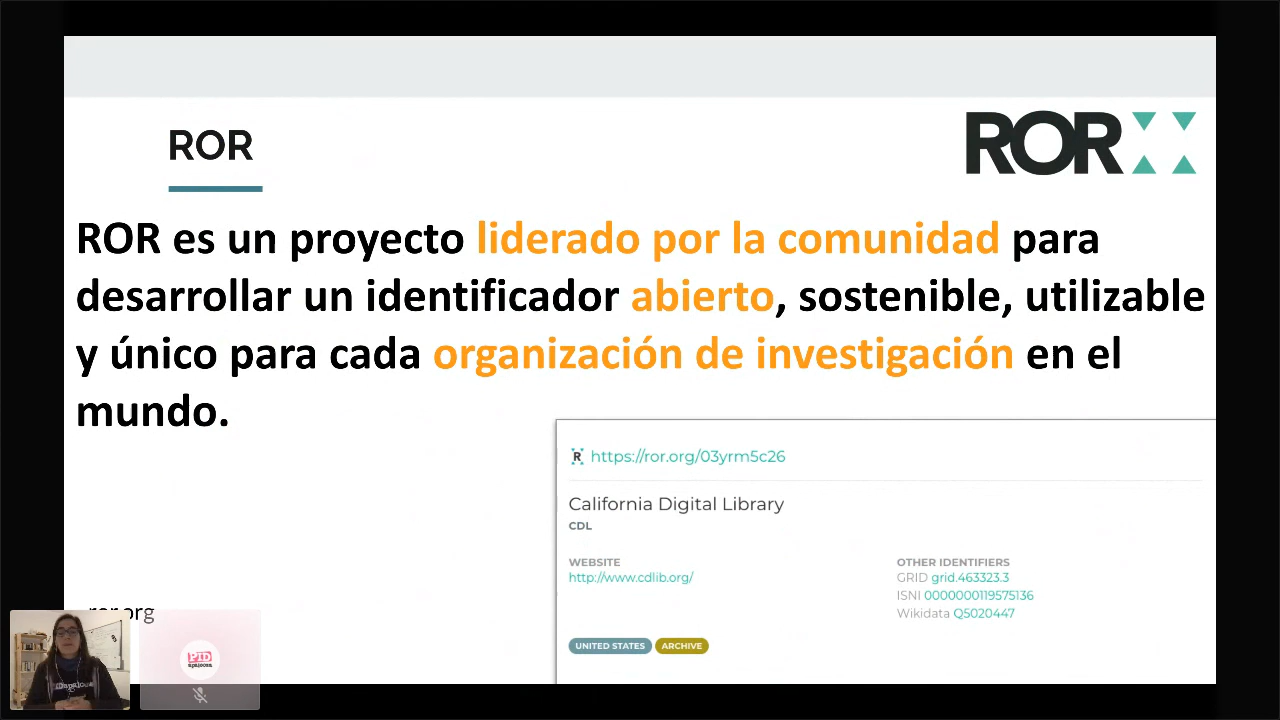 ROR
ROR
ROR es un proyecto liderado por la comunidad para
desarrollar un identificador abierto, sostenible, utilizable
y único para cada organización de investigación en el
mundo.
R https://ror.org/03yrm5c26
California Digital Library
CDL
WEBSITE
http://www.cdlib.org/
OTHER IDENTIFIERS
GRID grid.463323.3
ISNI 0000000119575136
Wikidata Q5020447
UNITED STATES ARCHIVE
ror.org
PID
apalooza